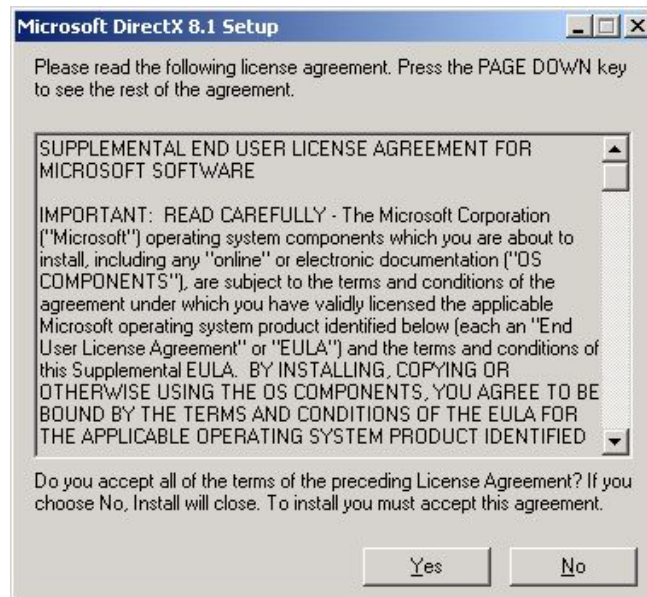 Microsoft DirectX 8.1 Setup
Please read the following license agreement. Press the PAGE DOWN key
to see the rest of the agreement.
SUPPLEMENTAL END USER LICENSE AGREEMENT FOR
MICROSOFT SOFTWARE
IMPORTANT:  READ CAREFULLY - The Microsoft Corporation
("Microsoft") operating system components which you are about to
install, including any "online" or electronic documentation ("OS
COMPONENTS"), are subject to the terms and conditions of the
agreement under which you have validly licensed the applicable
Microsoft operating system product identified below (each an "End
User License Agreement" or "EULA") and the terms and conditions of
this Supplemental EULA.  BY INSTALLING, COPYING OR
OTHERWISE USING THE OS COMPONENTS, YOU AGREE TO BE
BOUND BY THE TERMS AND CONDITIONS OF THE EULA FOR
THE APPLICABLE OPERATING SYSTEM PRODUCT IDENTIFIED
Do you accept all of the terms of the preceding License Agreement? If you
choose No, Install will close. To install you must accept this agreement.
Yes
No